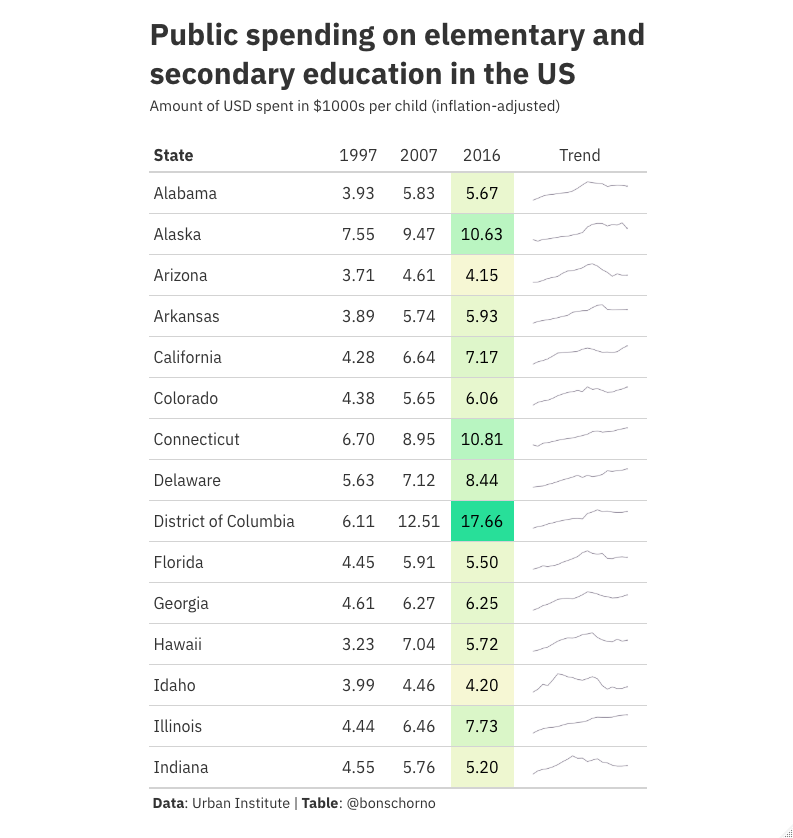 Public spending on elementary and
secondary education in the US
Amount of USD spent in $1000s per child (inflation-adjusted)
State 1997 2007 2016 Trend
Alabama 3.93 5.83 5.67
Alaska 7.55 9.47 10.63
Arizona 3.71 4.61 4.15
Arkansas 3.89 5.74 5.93
California 4.28 6.64 7.17
Colorado 4.38 5.65 6.06
Connecticut 6.70 8.95 10.81
Delaware 5.63 7.12 8.44
District of Columbia 6.11 12.51 17.66
Florida 4.45 5.91 5.50
Georgia 4.61 6.27 6.25
Hawaii 3.23 7.04 5.72
Idaho 3.99 4.46 4.20
Illinois 4.44 6.46 7.73
Indiana 4.55 5.76 5.20
Data: Urban Institute | Table: @bonschorno